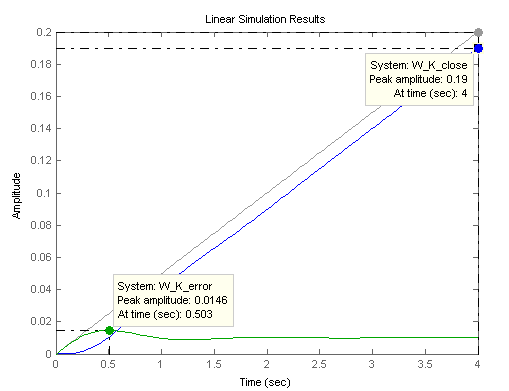 Linear Simulation Results
0.2
0.18
0.16
0.14
0.12
0.1
0.08
0.06
0.04
0.02
0
Amplitude
System: W_K_close
Peak amplitude: 0.19
At time (sec): 4
System: W_K_error
Peak amplitude: 0.0146
At time (sec): 0.503
0
0.5
1
1.5
2
2.5
3
3.5
4
Time (sec)